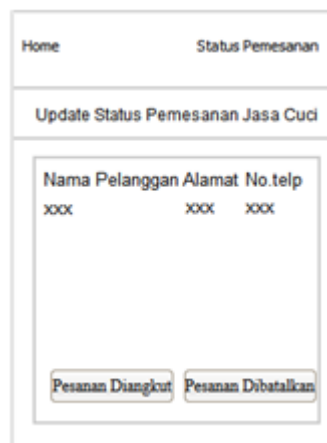 Home Status Pemesanan
Update Status Pemesanan Jasa Cuci
Nama Pelanggan Alamat No.telp
xxx xxx xxx
Pesanan Diangkut Pesanan Dibatalkan